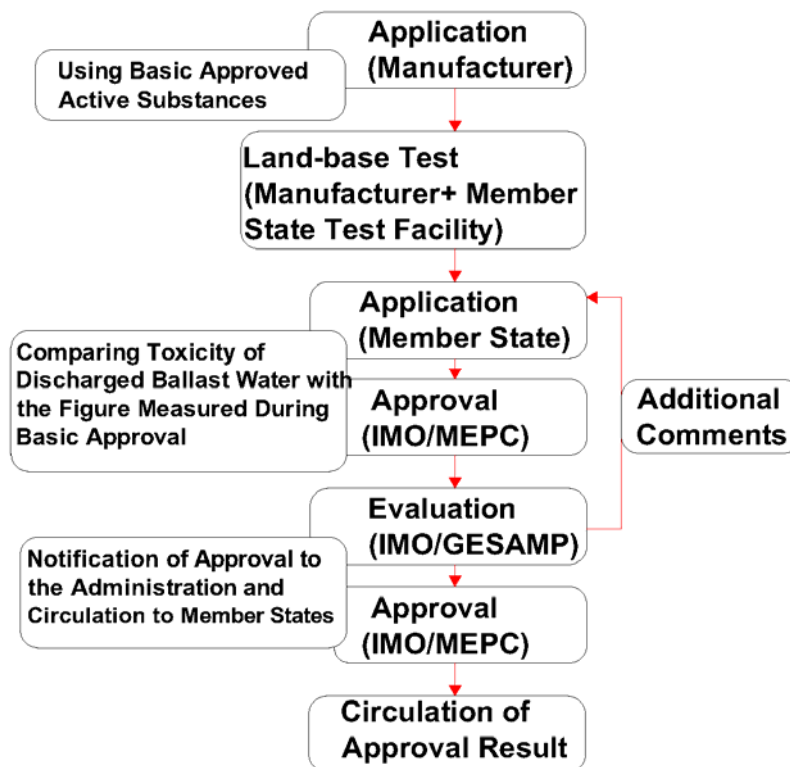 Application
(Manufacturer)
Using Basic Approved
Active Substances
Land-base Test
(Manufacturer+ Member
State Test Facility)
Application
(Member State)
Comparing Toxicity of
Discharged Ballast Water with
the Figure Measured During
Basic Approval
Approval
(IMO/MEPC)
Additional
Comments
Evaluation
(IMO/GESAMP)
Notification of Approval to
the Administration and
Circulation to Member States
Approval
(IMO/MEPC)
Circulation of
Approval Result